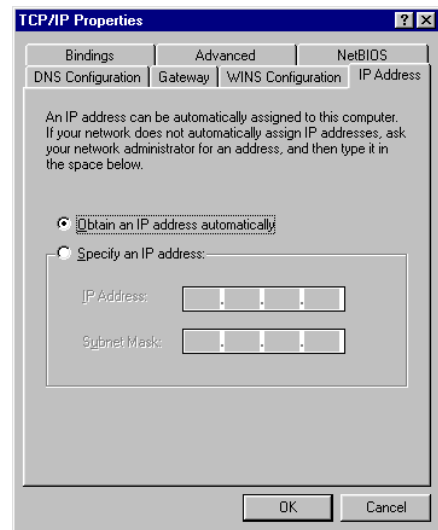 TCP/IP Properties
Bindings Advanced NetBIOS
DNS Configuration Gateway WINS Configuration IP Address
An IP address can be automatically assigned to this computer.
If your network does not automatically assign IP addresses, ask
your network administrator for an address, and then type it in
the space below.
Obtain an IP address automatically
Specify an IP address:
IP Address:
Subnet Mask:
OK Cancel